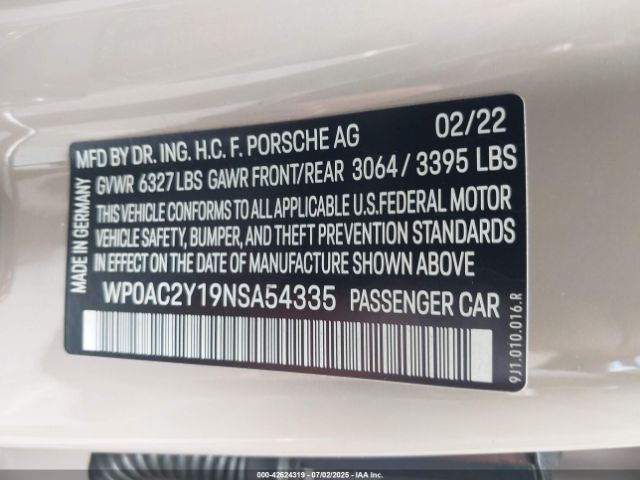 MFD BY DR. ING. H.C. F. PORSCHE AG 02/22
GVWR 6327 LBS GAWR FRONT/REAR 3064 / 3395 LBS
THIS VEHICLE CONFORMS TO ALL APPLICABLE U.S. FEDERAL MOTOR
VEHICLE SAFETY, BUMPER, AND THEFT PREVENTION STANDARDS
IN EFFECT ON THE DATE OF MANUFACTURE SHOWN ABOVE.
WP0AC2Y19NSA54335 PASSENGER CAR
MADE IN GERMANY
9J1.010.016.R
000-42624319 07/02/2025 IAAI.COM